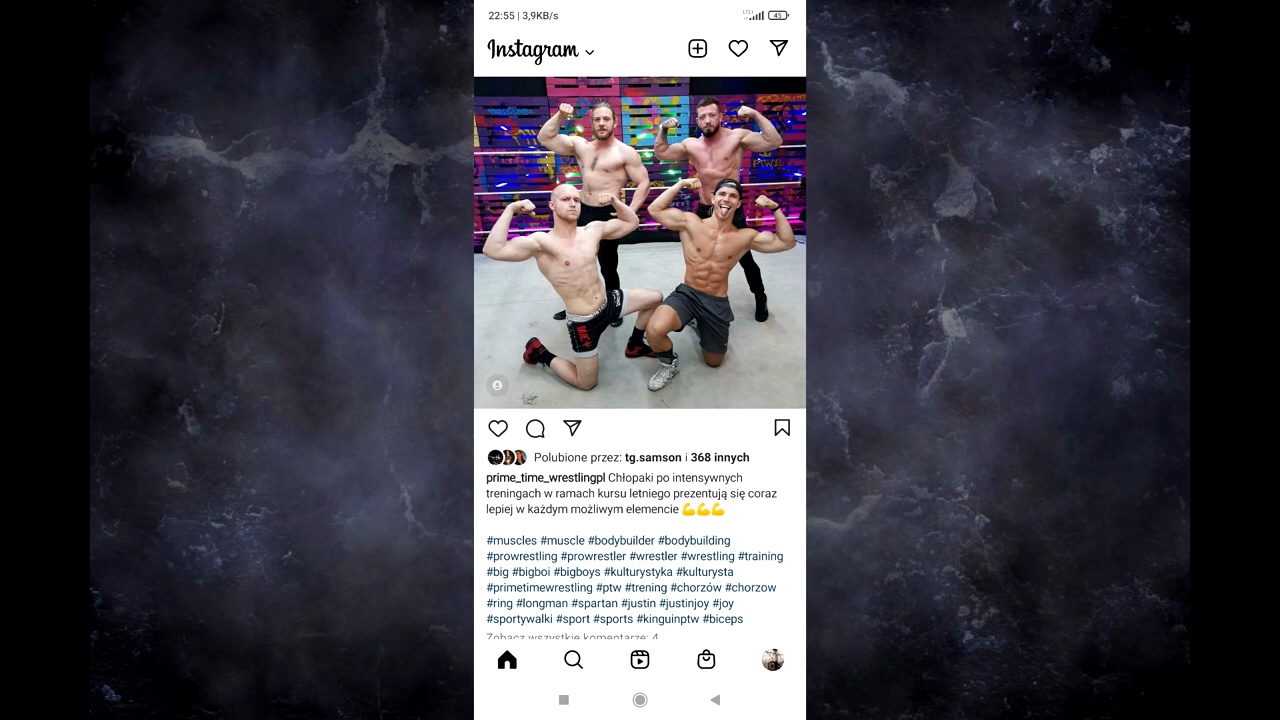 22:55 | 3,9KB/s
45
Instagram
Polubione przez: tg.samson i 368 innych
prime_time_wrestlingpl Chłopaki po intensywnych
treningach w ramach kursu letniego prezentują się coraz
lepiej w każdym możliwym elemencie 💪💪💪
#muscles #muscle #bodybuilder #bodybuilding
#prowrestling #prowrestler #wrestler #wrestling #training
#big #bigboi #bigboys #kulturystyka #kulturysta
#primetimewrestling #ptw #trening #chorzów #chorzow
#ring #longman #spartan #justin #justinjoy #joy
#sportywalki #sport #sports #kinguinptw #biceps
Zobacz wszystkie komentarze: 4